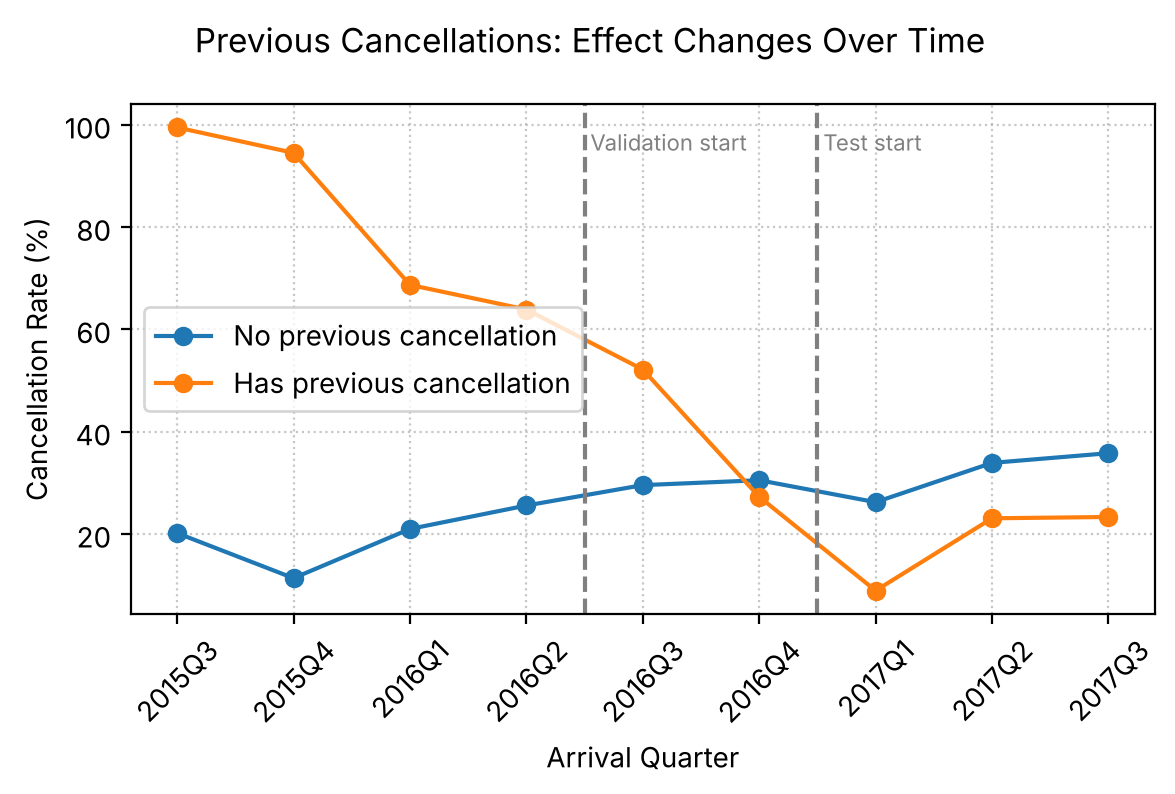 Previous Cancellations: Effect Changes Over Time
Cancellation Rate (%)
100
80
60
40
20
Validation start
Test start
No previous cancellation
Has previous cancellation
2015Q3
2015Q4
2016Q1
2016Q2
2016Q3
2016Q4
2017Q1
2017Q2
2017Q3
Arrival Quarter